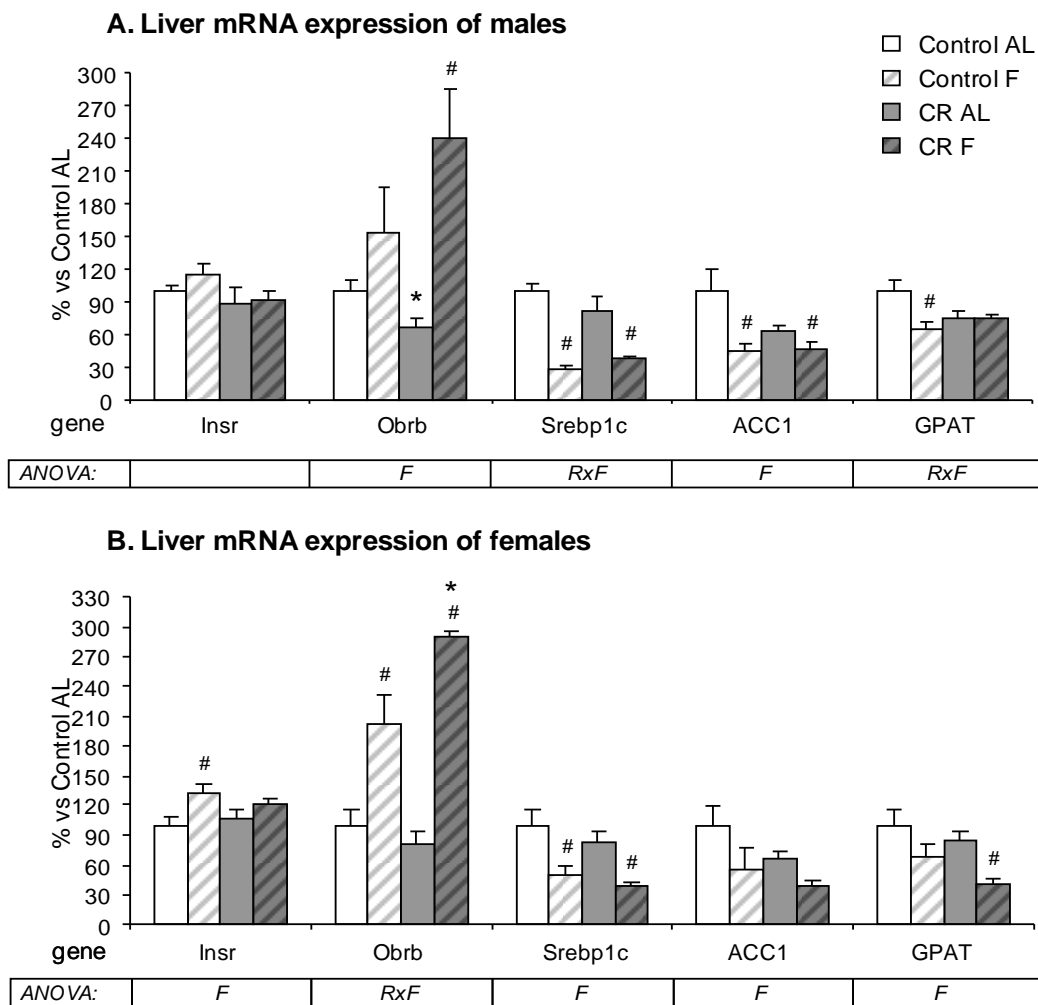 A. Liver mRNA expression of males
Control AL
Control F
CR AL
CR F
% vs Control AL
300
270
240
210
180
150
120
90
60
30
0
#
*
# # # # #
gene Insr Obrb Srebp1c ACC1 GPAT
ANOVA: F RxF F RxF
B. Liver mRNA expression of females
% vs Control AL
330
300
270
240
210
180
150
120
90
60
30
0
*
# # # # # #
gene Insr Obrb Srebp1c ACC1 GPAT
ANOVA: F RxF F F F